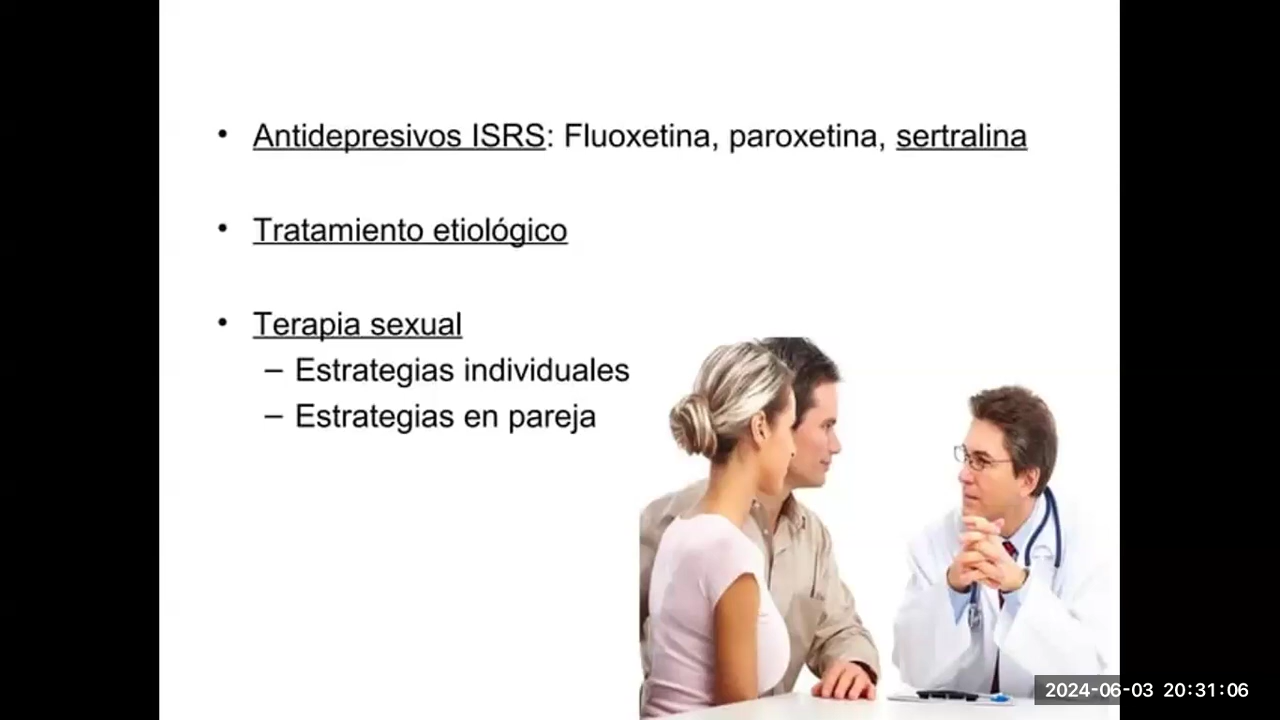 • Antidepresivos ISRS: Fluoxetina, paroxetina, sertralina
• Tratamiento etiológico
• Terapia sexual
– Estrategias individuales
– Estrategias en pareja
2024-06-03 20:31:06